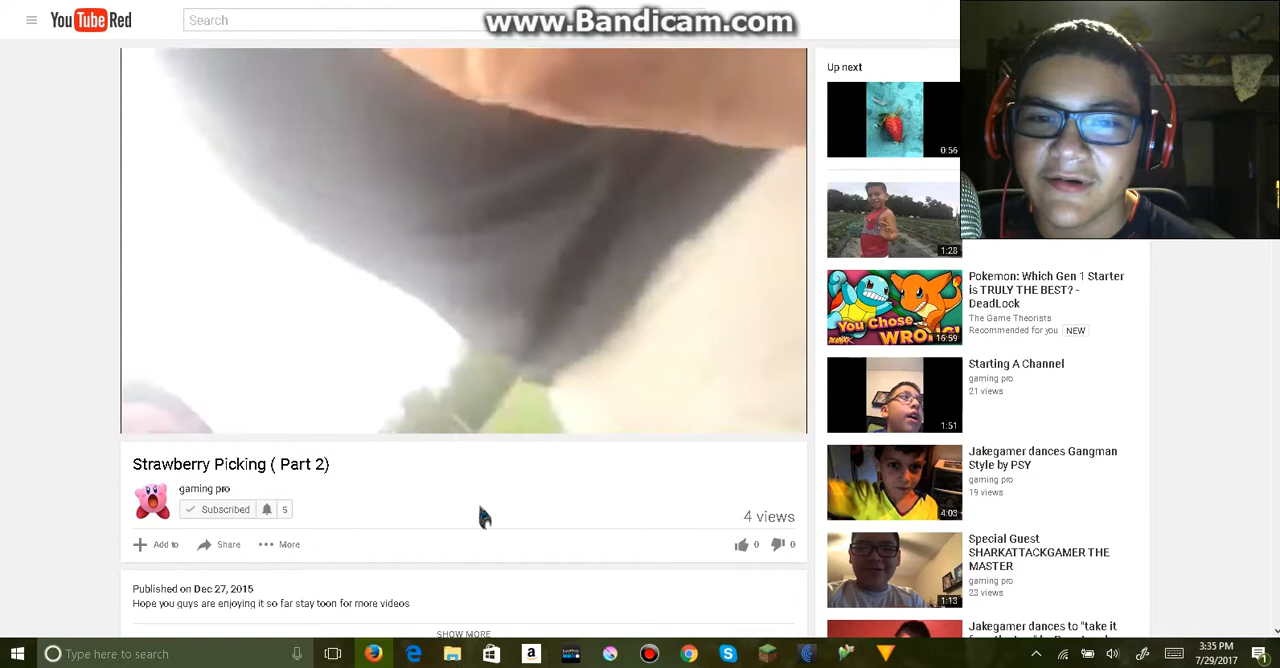 YouTube Red
Search
www.Bandicam.com
Up next
0:56
1:28
Pokemon: Which Gen 1 Starter
is TRULY THE BEST? -
DeadLock
The Game Theorists
Recommended for you NEW
You Chose
WRONG!
16:59
Starting A Channel
gaming pro
21 views
1:51
Jakegamer dances Gangman
Style by PSY
gaming pro
19 views
4:03
Special Guest
SHARKATTACKGAMER THE
MASTER
gaming pro
23 views
1:13
Jakegamer dances to "take it
Strawberry Picking ( Part 2)
gaming pro
Subscribed 5
4 views
Add to Share More
0 0
Published on Dec 27, 2015
Hope you guys are enjoying it so far stay toon for more videos
SHOW MORE
Type here to search
3:35 PM
7/29/2017